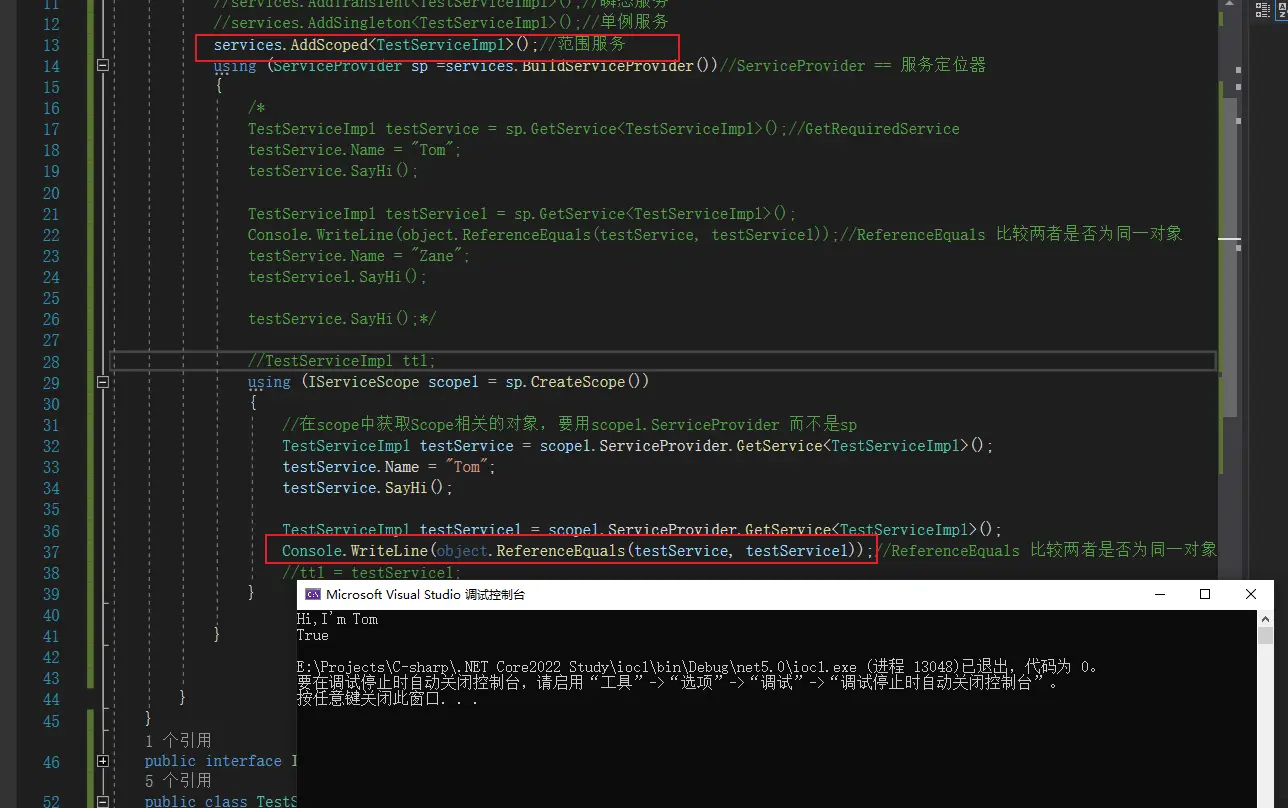 11 //services.AddTransient<TestServiceImpl>();//瞬态服务
12 //services.AddSingleton<TestServiceImpl>();//单例服务
13 services.AddScoped<TestServiceImpl>();//范围服务
14 using (ServiceProvider sp =services.BuildServiceProvider())//ServiceProvider == 服务定位器
15 {
16 /*
17 TestServiceImpl testService = sp.GetService<TestServiceImpl>();//GetRequiredService
18 testService.Name = "Tom";
19 testService.SayHi();
20
21 TestServiceImpl testService1 = sp.GetService<TestServiceImpl>();
22 Console.WriteLine(object.ReferenceEquals(testService, testService1));//ReferenceEquals 比较两者是否为同一对象
23 testService.Name = "Zane";
24 testService1.SayHi();
25
26 testService.SayHi();*/
27
28 //TestServiceImpl tt1;
29 using (IServiceScope scope1 = sp.CreateScope())
30 {
31 //在scope中获取Scope相关的对象，要用scope1.ServiceProvider 而不是sp
32 TestServiceImpl testService = scope1.ServiceProvider.GetService<TestServiceImpl>();
33 testService.Name = "Tom";
34 testService.SayHi();
35
36 TestServiceImpl testService1 = scope1.ServiceProvider.GetService<TestServiceImpl>();
37 Console.WriteLine(object.ReferenceEquals(testService, testService1));//ReferenceEquals 比较两者是否为同一对象
38 //tt1 = testService1;
39 }
40
41 }
42
43
44 }
45 }
1 个引用
46 public interface I
5 个引用
52 public class TestS
Microsoft Visual Studio 调试控制台
Hi,I'm Tom
True
E:\Projects\C-sharp\.NET Core2022 Study\ioc1\bin\Debug\net5.0\ioc1.exe (进程 13048)已退出，代码为 0。
要在调试停止时自动关闭控制台，请启用“工具”->“选项”->“调试”->“调试停止时自动关闭控制台”。
按任意键关闭此窗口. . .